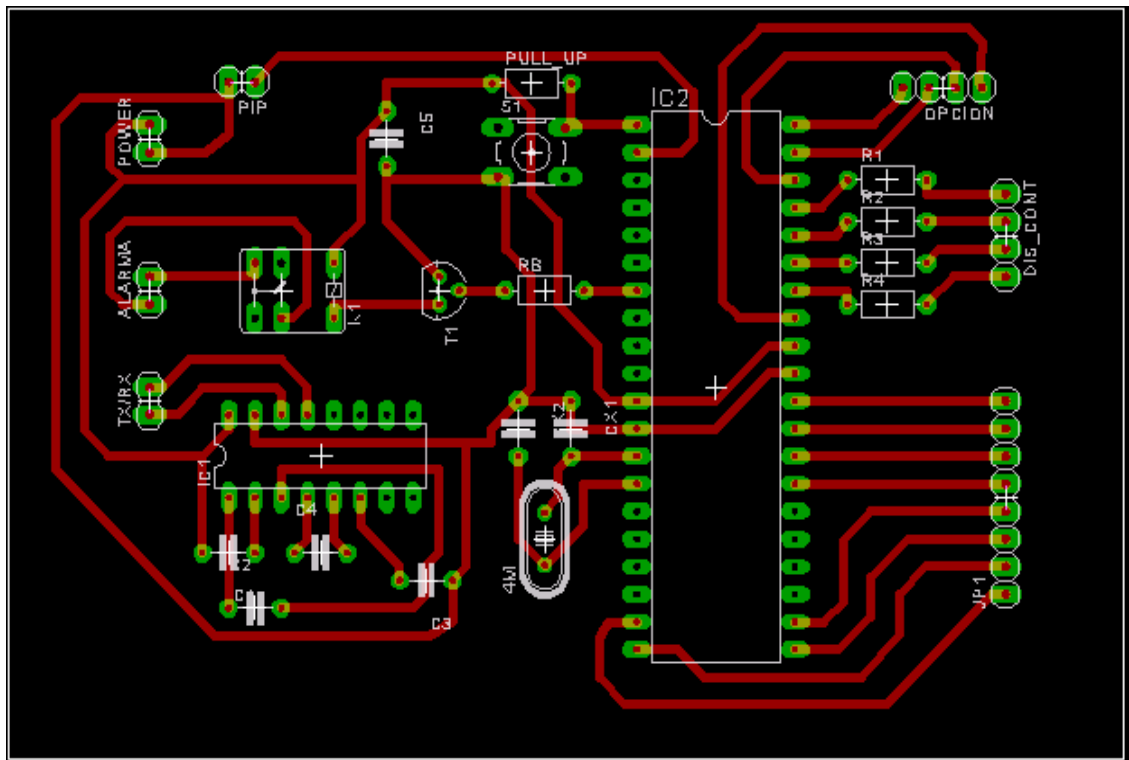 PULL_UP
PIP
S1
IC2
POWER
C5
OPCION
R1
R2
R3
R4
DIS_CONT
ALARMA
RB
K1
T1
TX/RX
CX1
IC1
C4
C3
4M
JP1